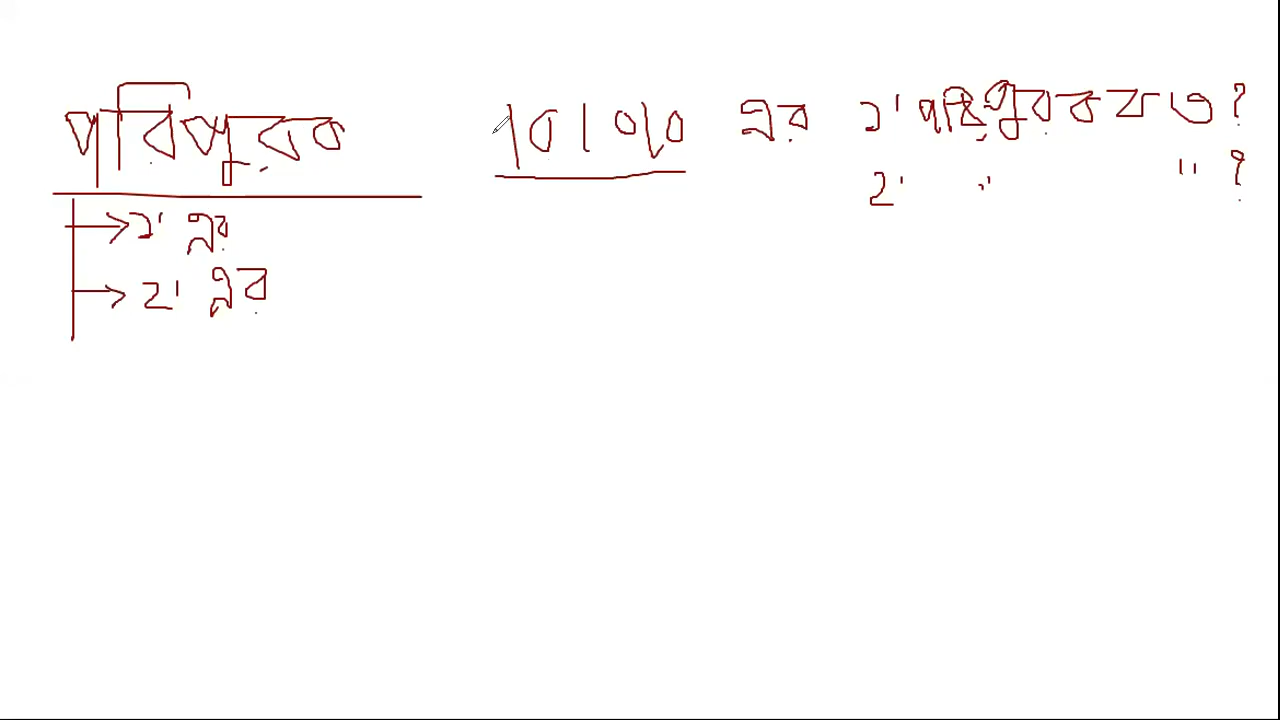 পরিপূরক
→ ১' এর
→ ২' এর
101010 এর ১' পরিপূরক কত ?
২' " " ?